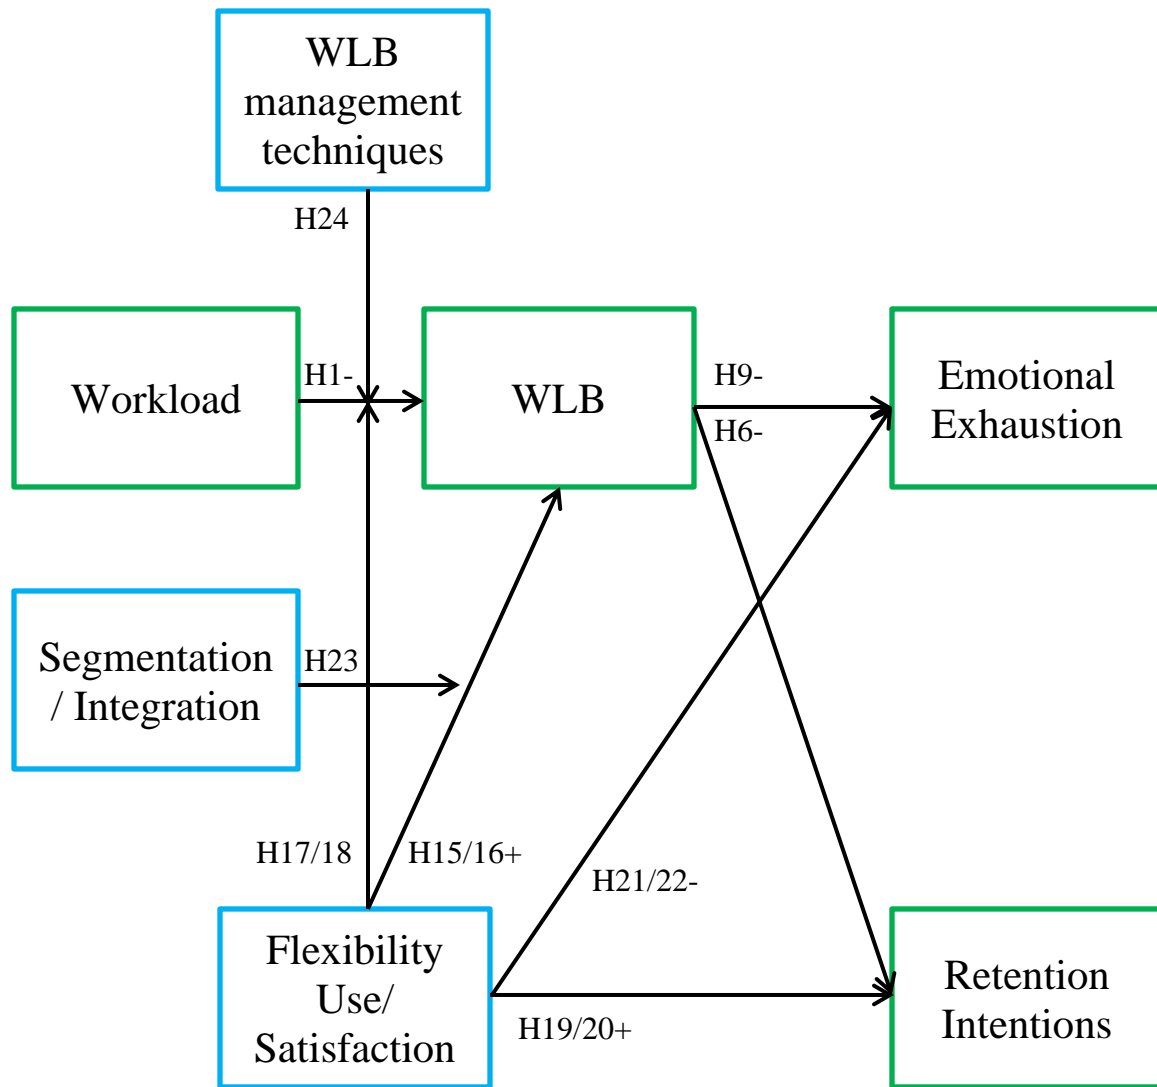 WLB
management
techniques
H24
Workload
H1-
WLB
H9-
H6-
Emotional
Exhaustion
Segmentation
/ Integration
H23
H17/18
H15/16+
H21/22-
Flexibility
Use/
Satisfaction
H19/20+
Retention
Intentions